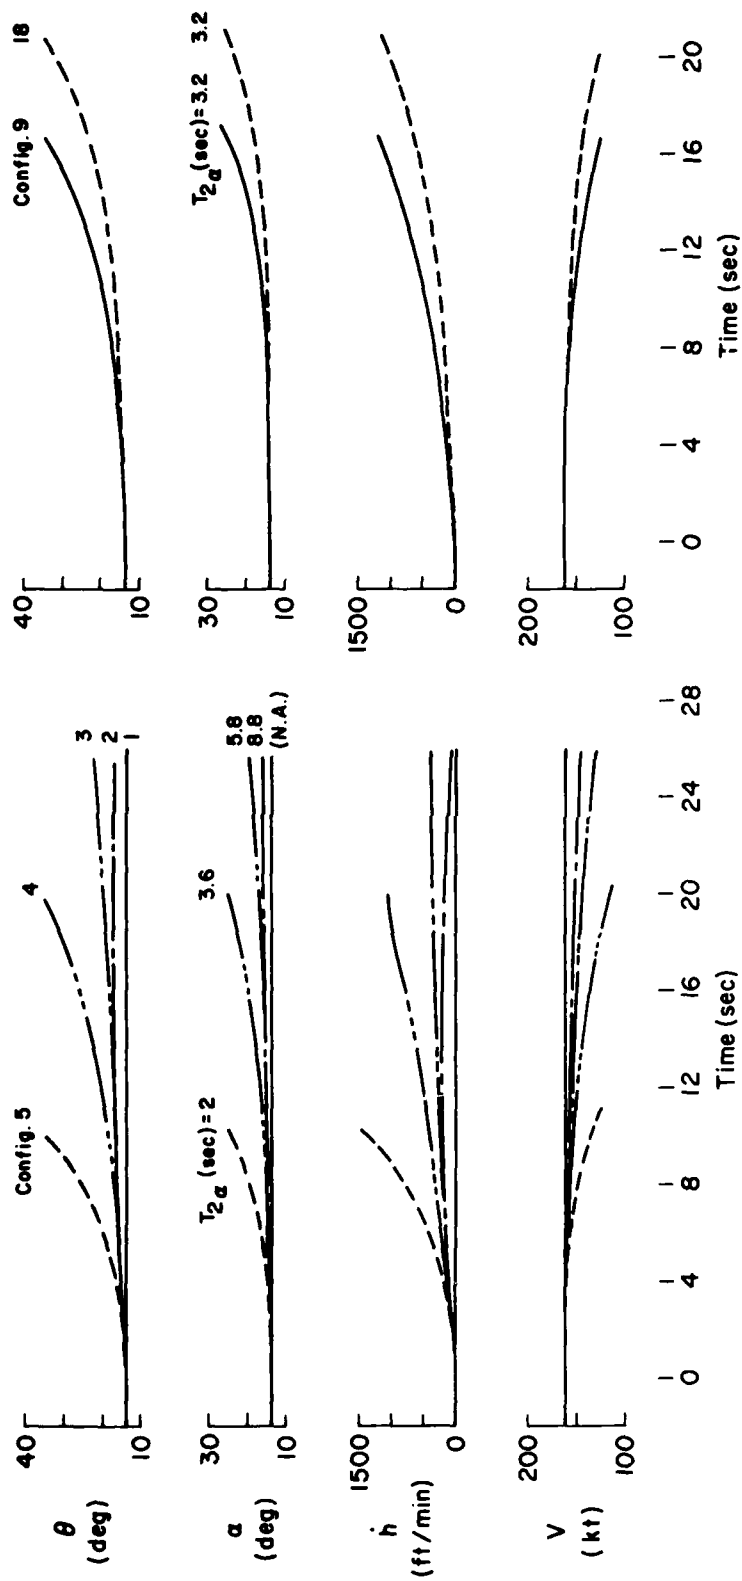 θ
(deg)
40
10
Config. 5
4
3
2
1
α
(deg)
30
10
T2α (sec) = 2
3.6
5.8
8.8
(N.A.)
ḣ
(ft/min)
1500
0
V
(kt)
200
100
0 4 8 12 16 20 24 28
Time (sec)
40
10
Config. 9
18
30
10
T2α (sec) = 3.2
3.2
1500
0
200
100
0 4 8 12 16 20
Time (sec)